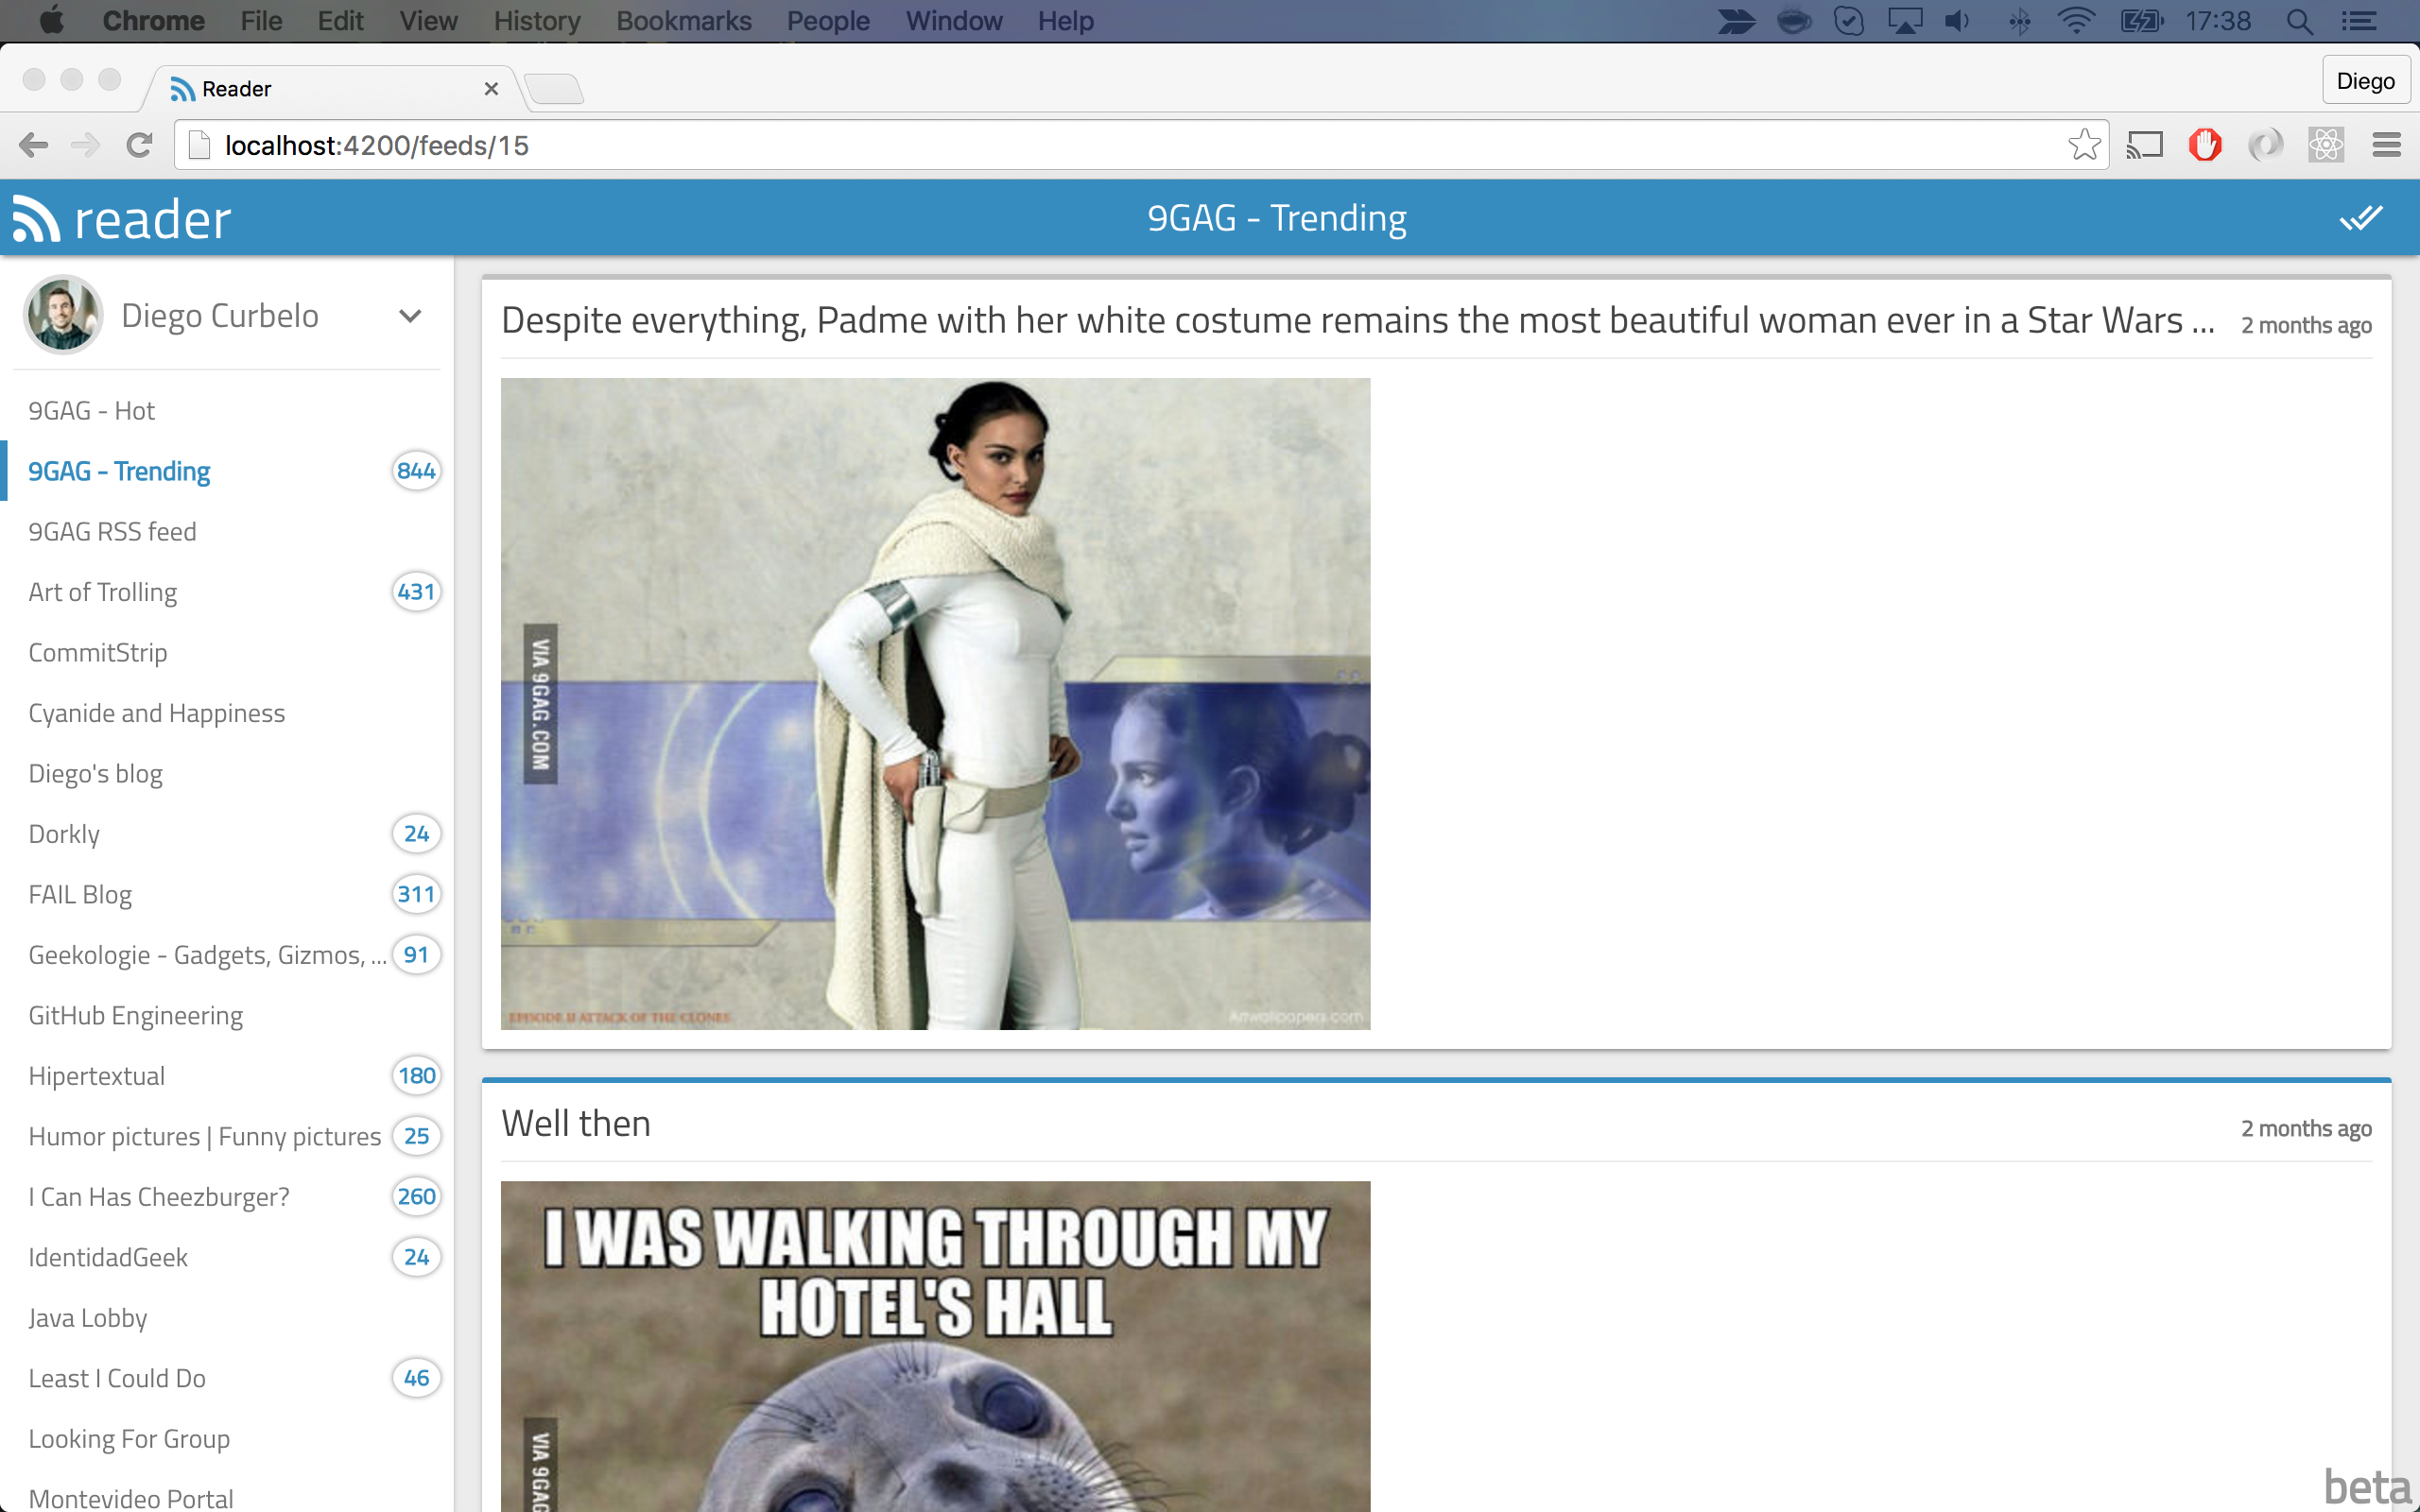 Chrome File Edit View History Bookmarks People Window Help 17:38
Reader
Diego
localhost:4200/feeds/15
reader
9GAG - Trending
Diego Curbelo
9GAG - Hot
9GAG - Trending 844
9GAG RSS feed
Art of Trolling 431
CommitStrip
Cyanide and Happiness
Diego's blog
Dorkly 24
FAIL Blog 311
Geekologie - Gadgets, Gizmos, ... 91
GitHub Engineering
Hipertextual 180
Humor pictures | Funny pictures 25
I Can Has Cheezburger? 260
IdentidadGeek 24
Java Lobby
Least I Could Do 46
Looking For Group
Montevideo Portal
Despite everything, Padme with her white costume remains the most beautiful woman ever in a Star Wars ... 2 months ago
VIA 9GAG.COM
EPISODE II ATTACK OF THE CLONES
Artwallpapers.com
Well then 2 months ago
I WAS WALKING THROUGH MY
HOTEL'S HALL
VIA 9GAG
beta